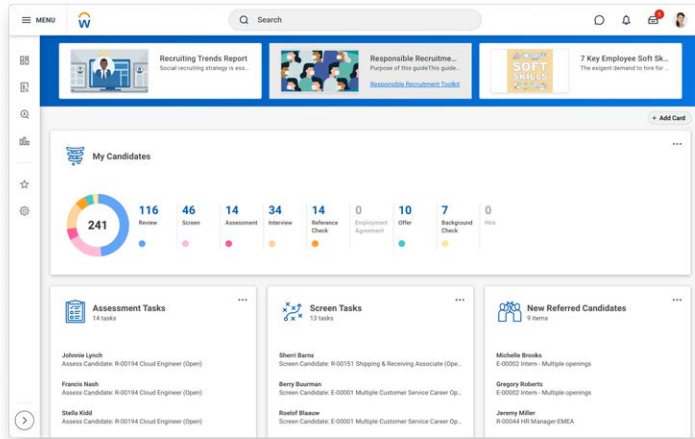 MENU
Search
Recruiting Trends Report
Social recruiting strategy is ess...
Responsible Recruitme...
Purpose of this guideThis guide...
Responsible Recruitment Toolkit
SOFT
SKILLS
7 Key Employee Soft Sk...
The exigent demand to hire for ...
+ Add Card
My Candidates
241
116
Review
46
Screen
14
Assessment
34
Interview
14
Reference
Check
0
Employment
Agreement
10
Offer
7
Background
Check
0
Hire
Assessment Tasks
14 tasks
Johnnie Lynch
Assess Candidate: R-00194 Cloud Engineer (Open)
Francis Nash
Assess Candidate: R-00194 Cloud Engineer (Open)
Stella Kidd
Assess Candidate: R-00194 Cloud Engineer (Open)
Screen Tasks
13 tasks
Sherri Barns
Screen Candidate: R-00151 Shipping & Receiving Associate (Ope...
Berry Buurman
Screen Candidate: E-00001 Multiple Customer Service Career Op...
Roelof Blaauw
Screen Candidate: E-00001 Multiple Customer Service Career Op...
New Referred Candidates
9 items
Michelle Brooks
E-00002 Intern - Multiple openings
Gregory Roberts
E-00002 Intern - Multiple openings
Jeremy Miller
R-00044 HR Manager-EMEA